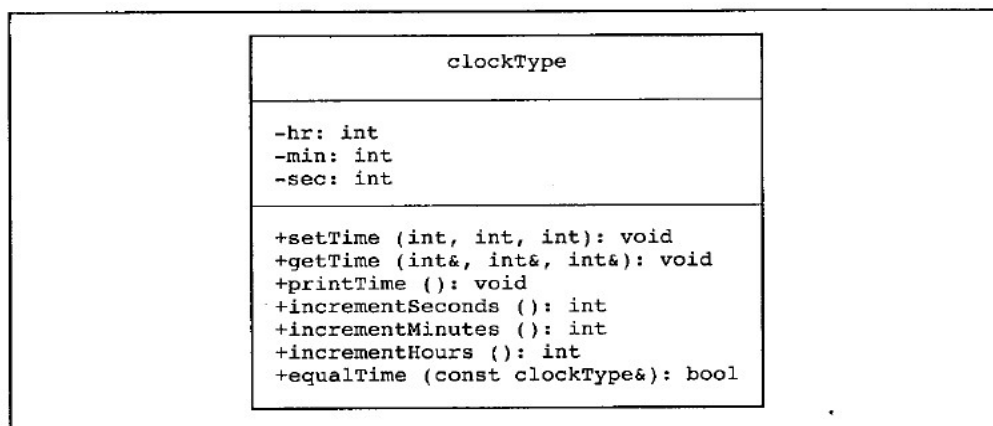 clockType
-hr: int
-min: int
-sec: int
+setTime (int, int, int): void
+getTime (int&, int&, int&): void
+printTime (): void
+incrementSeconds (): int
+incrementMinutes (): int
+incrementHours (): int
+equalTime (const clockType&): bool